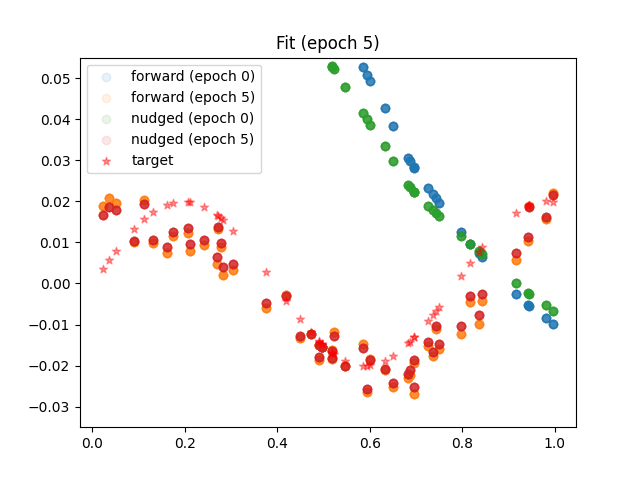 Fit (epoch 5)
forward (epoch 0)
forward (epoch 5)
nudged (epoch 0)
nudged (epoch 5)
target
0.05
0.04
0.03
0.02
0.01
0.00
−0.01
−0.02
−0.03
0.0 0.2 0.4 0.6 0.8 1.0